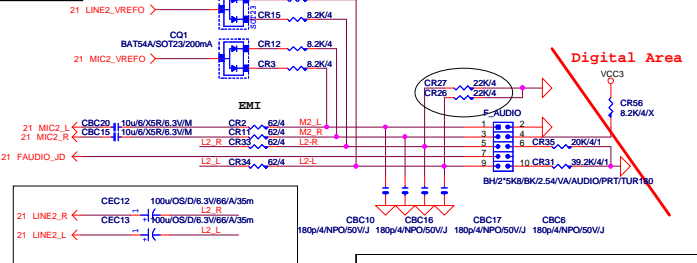 21 LINE2_VREFO
SOT23
CR15 8.2K/4
CQ1
BAT54A/SOT23/200mA
CR12 8.2K/4
21 MIC2_VREFO
CR3 8.2K/4
Digital Area
VCC3
CR27 22K/4
CR26 22K/4
CR56
8.2K/4/X
EMI
F_AUDIO
CBC20 10u/6/X5R/6.3V/M CR2 62/4 M2_L 1 2
21 MIC2_L
CBC15 10u/6/X5R/6.3V/M CR11 62/4 M2_R 3 4
21 MIC2_R
L2_R CR33 62/4 L2-R 5 6 CR35 20K/4/1
21 FAUDIO_JD 7
L2_L CR34 62/4 L2-L 9 10 CR31 39.2K/4/1
BH/2*5K8/BK/2.54/VA/AUDIO/PRT/TUR180
CEC12 100u/OS/D/6.3V/66/A/35m
21 LINE2_R 1 L2_R
CEC13 100u/OS/D/6.3V/66/A/35m
21 LINE2_L 1 L2_L
CBC10 CBC16 CBC17 CBC6
180p/4/NPO/50V/J 180p/4/NPO/50V/J 180p/4/NPO/50V/J 180p/4/NPO/50V/J